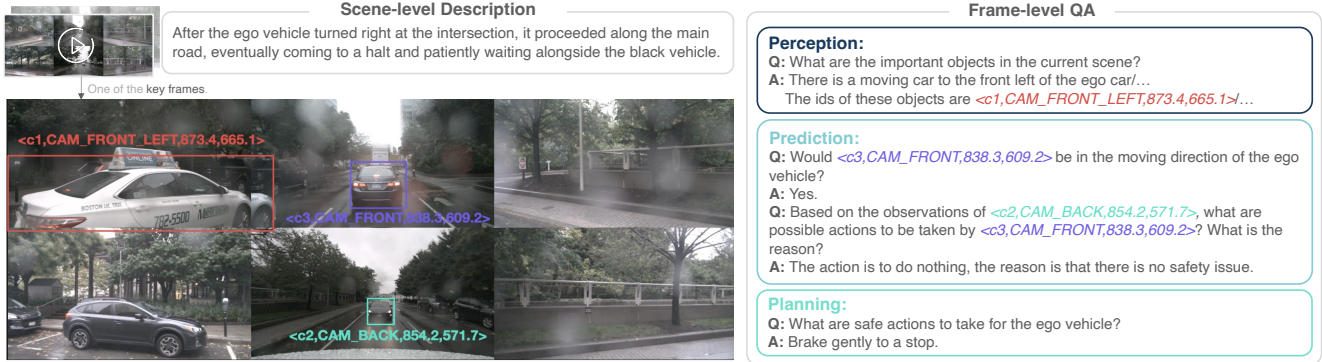 Scene-level Description
After the ego vehicle turned right at the intersection, it proceeded along the main
road, eventually coming to a halt and patiently waiting alongside the black vehicle.
One of the key frames.
<c1,CAM_FRONT_LEFT,873.4,665.1>
ONLINE
BOSTON LIC. TAXI
782-5500
<c3,CAM_FRONT,838.3,609.2>
<c2,CAM_BACK,854.2,571.7>
Frame-level QA
Perception:
Q: What are the important objects in the current scene?
A: There is a moving car to the front left of the ego car/…
The ids of these objects are <c1,CAM_FRONT_LEFT,873.4,665.1>/…
Prediction:
Q: Would <c3,CAM_FRONT,838.3,609.2> be in the moving direction of the ego
vehicle?
A: Yes.
Q: Based on the observations of <c2,CAM_BACK,854.2,571.7>, what are
possible actions to be taken by <c3,CAM_FRONT,838.3,609.2>? What is the
reason?
A: The action is to do nothing, the reason is that there is no safety issue.
Planning:
Q: What are safe actions to take for the ego vehicle?
A: Brake gently to a stop.